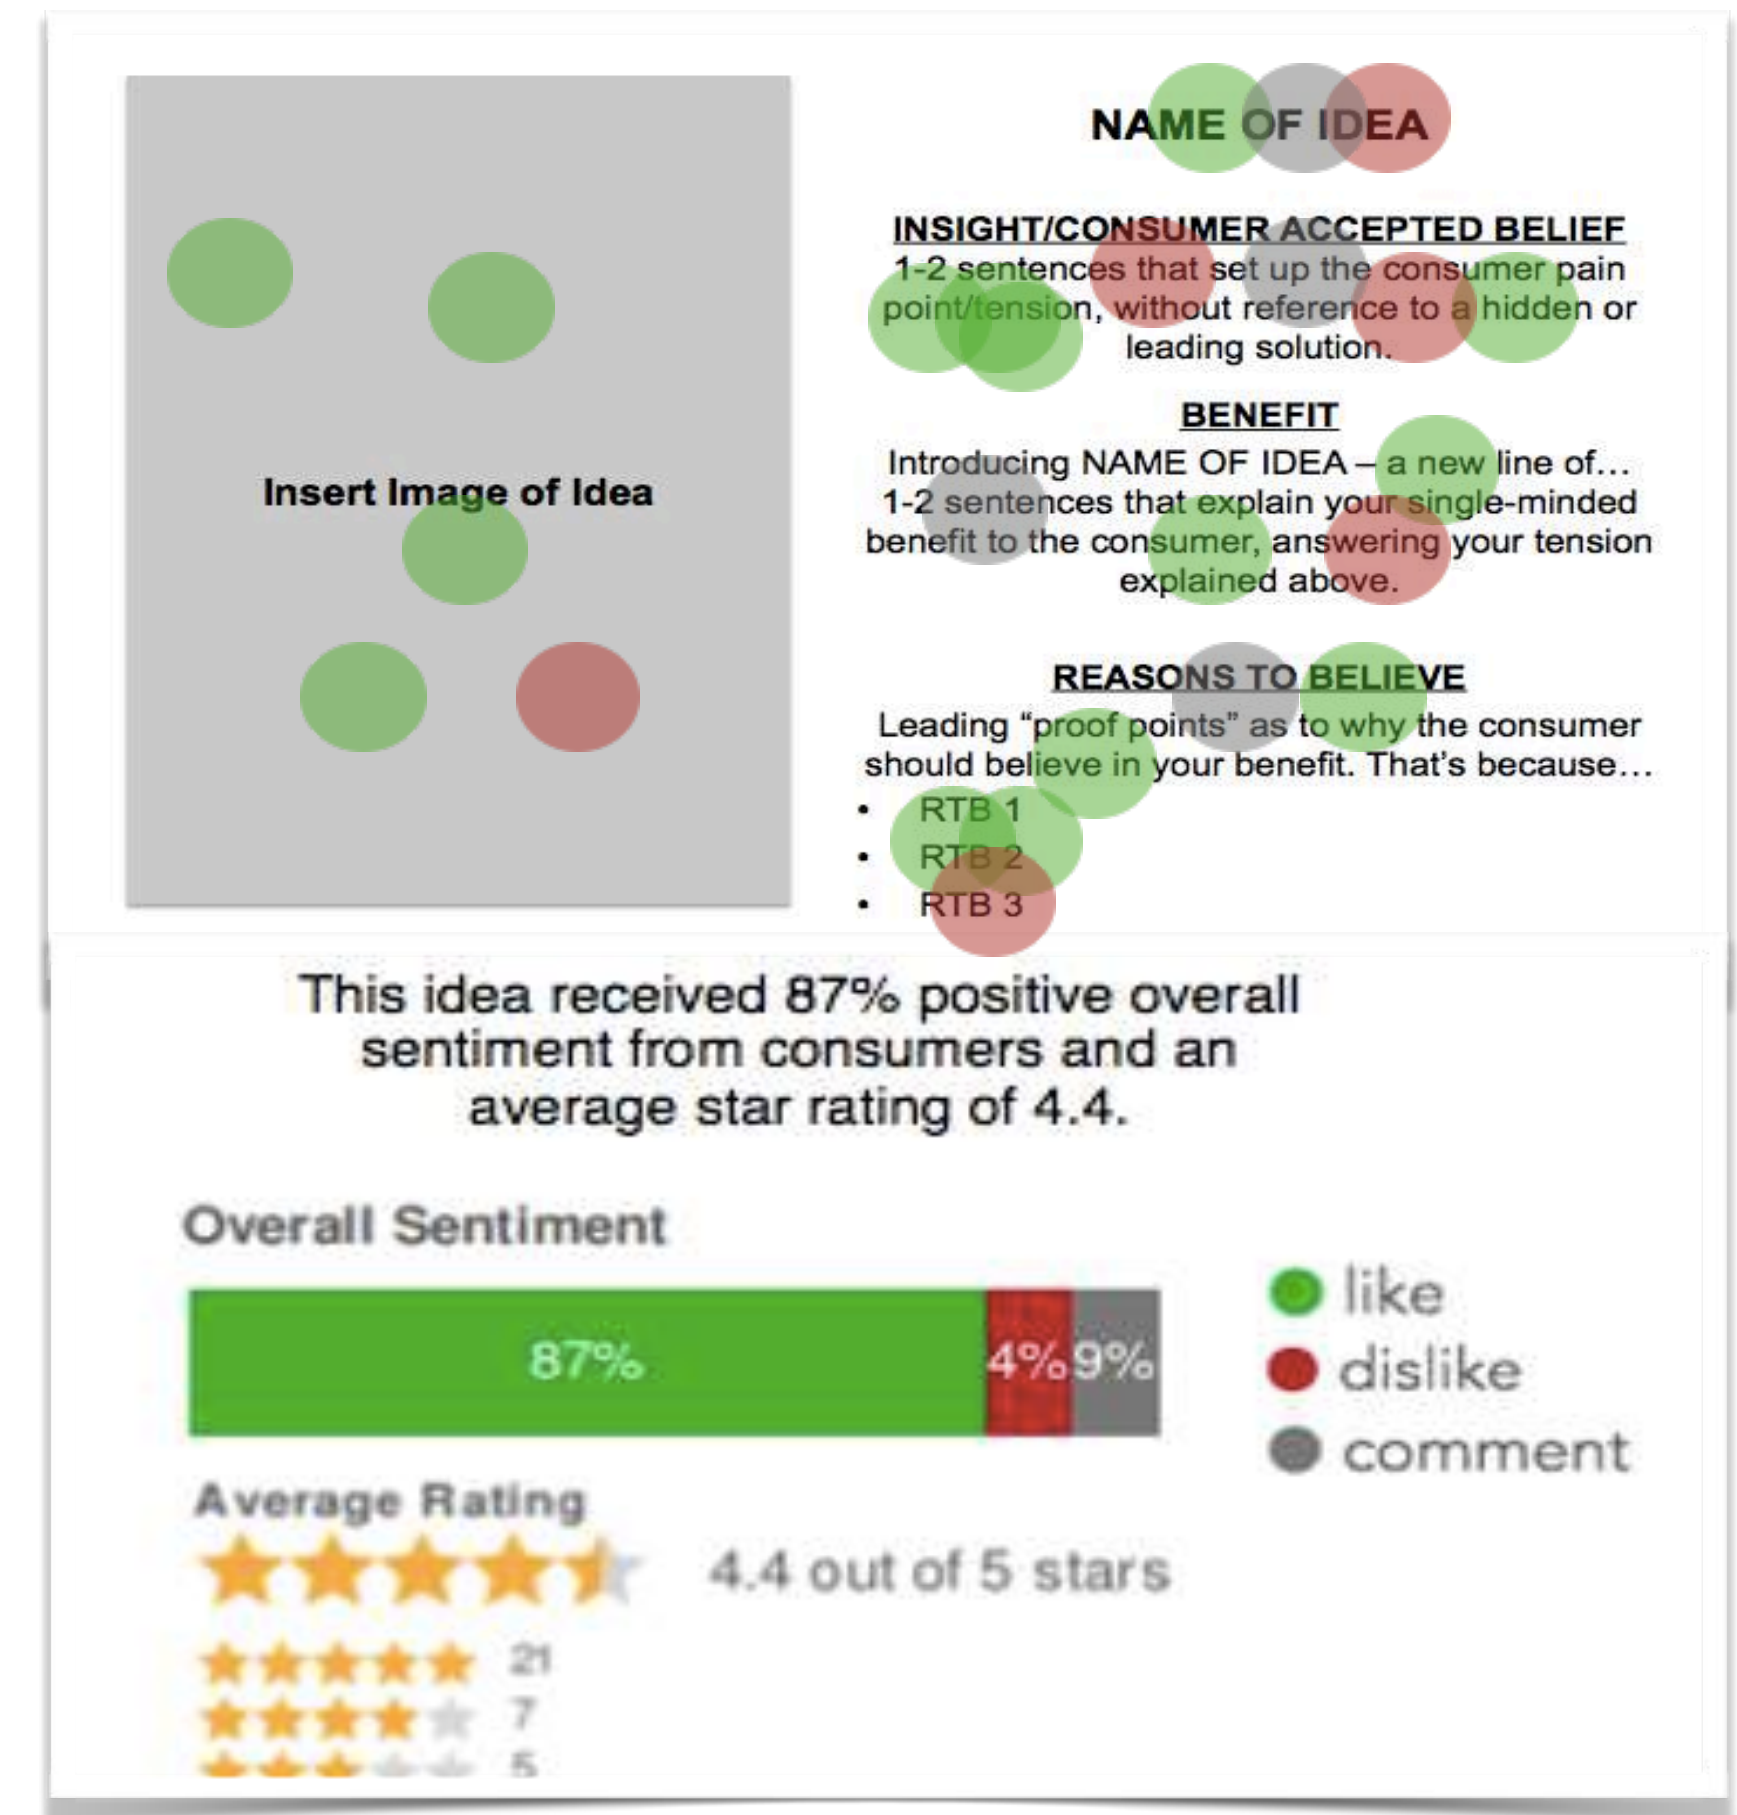 Insert Image of Idea
NAME OF IDEA
INSIGHT/CONSUMER ACCEPTED BELIEF
1-2 sentences that set up the consumer pain
point/tension, without reference to a hidden or
leading solution.
BENEFIT
Introducing NAME OF IDEA – a new line of…
1-2 sentences that explain your single-minded
benefit to the consumer, answering your tension
explained above.
REASONS TO BELIEVE
Leading “proof points” as to why the consumer
should believe in your benefit. That’s because…
• RTB 1
• RTB 2
• RTB 3
This idea received 87% positive overall
sentiment from consumers and an
average star rating of 4.4.
Overall Sentiment
87% 4% 9%
like
dislike
comment
Average Rating
4.4 out of 5 stars
21
7
5